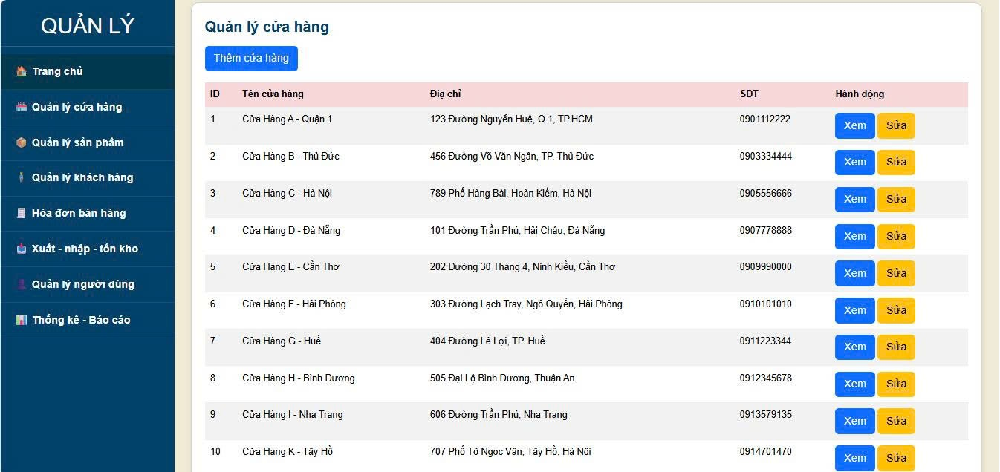 QUẢN LÝ
Trang chủ
Quản lý cửa hàng
Quản lý sản phẩm
Quản lý khách hàng
Hóa đơn bán hàng
Xuất - nhập - tồn kho
Quản lý người dùng
Thống kê - Báo cáo
Quản lý cửa hàng
Thêm cửa hàng
ID Tên cửa hàng Địa chỉ SDT Hành động
1 Cửa Hàng A - Quận 1 123 Đường Nguyễn Huệ, Q.1, TP.HCM 0901112222 Xem Sửa
2 Cửa Hàng B - Thủ Đức 456 Đường Võ Văn Ngân, TP. Thủ Đức 0903334444 Xem Sửa
3 Cửa Hàng C - Hà Nội 789 Phố Hàng Bài, Hoàn Kiếm, Hà Nội 0905556666 Xem Sửa
4 Cửa Hàng D - Đà Nẵng 101 Đường Trần Phú, Hải Châu, Đà Nẵng 0907778888 Xem Sửa
5 Cửa Hàng E - Cần Thơ 202 Đường 30 Tháng 4, Ninh Kiều, Cần Thơ 0909990000 Xem Sửa
6 Cửa Hàng F - Hải Phòng 303 Đường Lạch Tray, Ngô Quyền, Hải Phòng 0910101010 Xem Sửa
7 Cửa Hàng G - Huế 404 Đường Lê Lợi, TP. Huế 0911223344 Xem Sửa
8 Cửa Hàng H - Bình Dương 505 Đại Lộ Bình Dương, Thuận An 0912345678 Xem Sửa
9 Cửa Hàng I - Nha Trang 606 Đường Trần Phú, Nha Trang 0913579135 Xem Sửa
10 Cửa Hàng K - Tây Hồ 707 Phố Tô Ngọc Vân, Tây Hồ, Hà Nội 0914701470 Xem Sửa